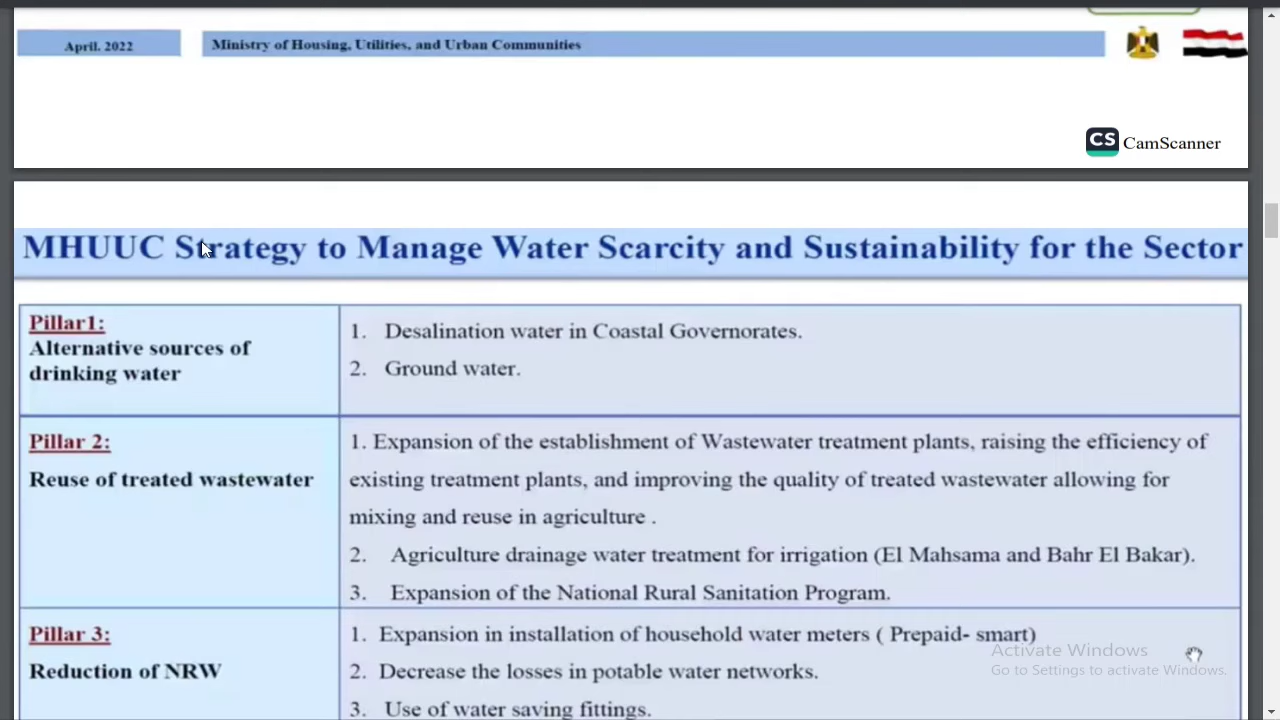 April. 2022
Ministry of Housing, Utilities, and Urban Communities
CS CamScanner
MHUUC Strategy to Manage Water Scarcity and Sustainability for the Sector
Pillar1:
Alternative sources of
drinking water
1. Desalination water in Coastal Governorates.
2. Ground water.
Pillar 2:
Reuse of treated wastewater
1. Expansion of the establishment of Wastewater treatment plants, raising the efficiency of
existing treatment plants, and improving the quality of treated wastewater allowing for
mixing and reuse in agriculture .
2. Agriculture drainage water treatment for irrigation (El Mahsama and Bahr El Bakar).
3. Expansion of the National Rural Sanitation Program.
Pillar 3:
Reduction of NRW
1. Expansion in installation of household water meters ( Prepaid- smart)
2. Decrease the losses in potable water networks.
3. Use of water saving fittings.
Activate Windows
Go to Settings to activate Windows.